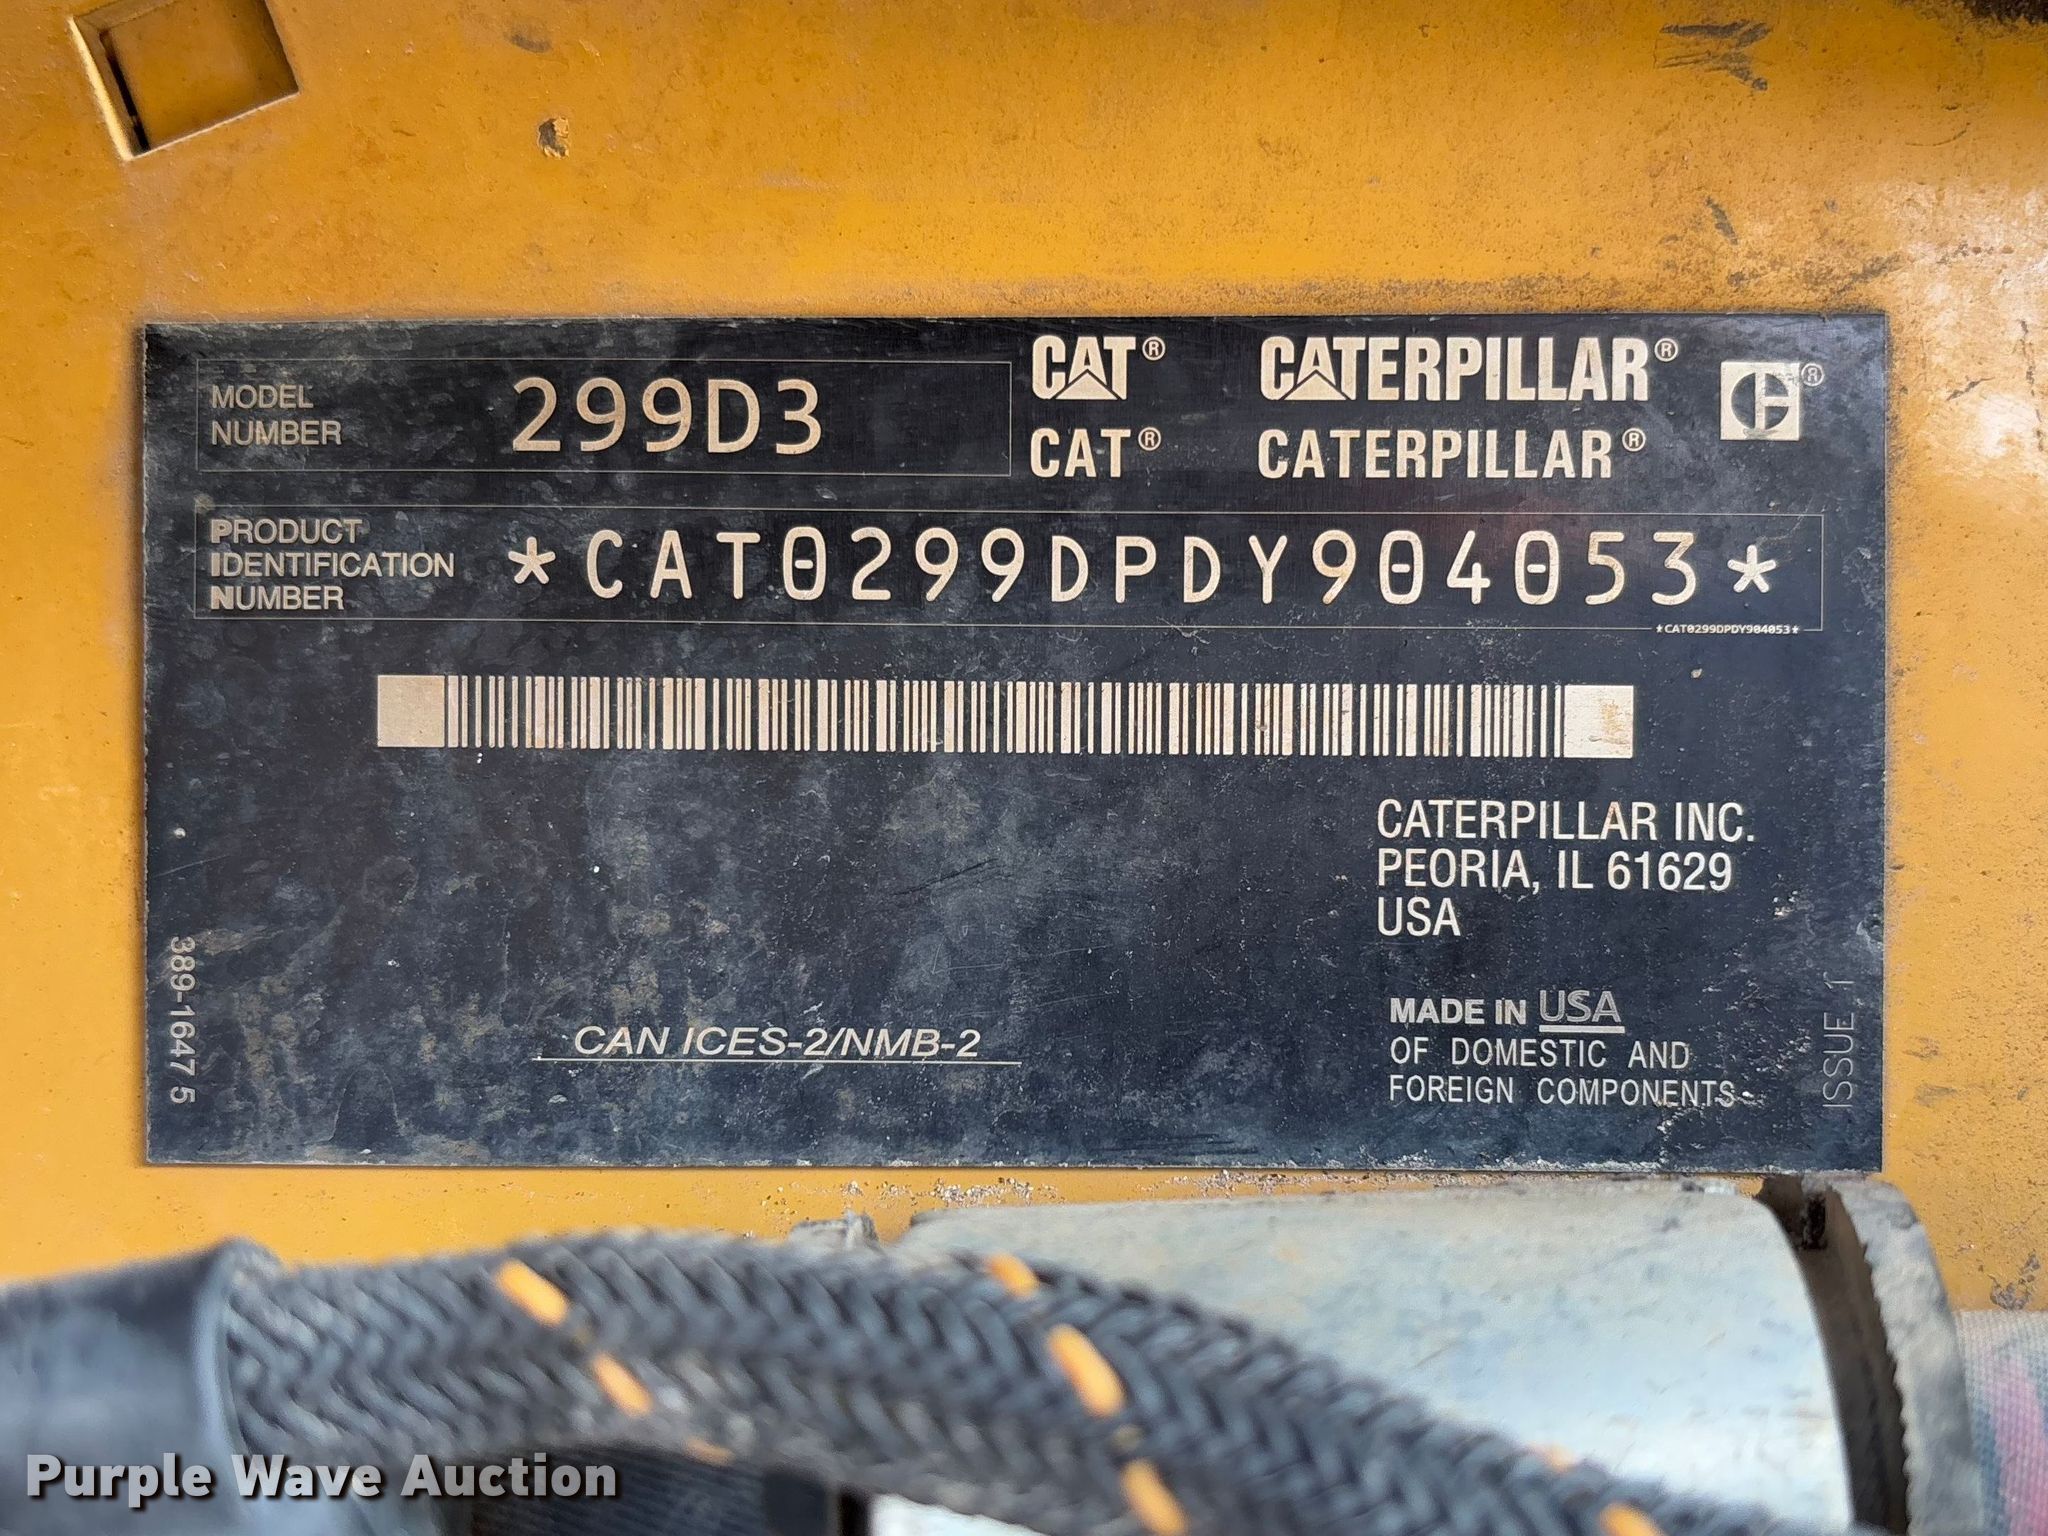 MODEL
NUMBER
299D3
CAT® CATERPILLAR®
CAT® CATERPILLAR®
PRODUCT
IDENTIFICATION
NUMBER
*CAT0299DPDY904053*
*CAT0299DPDY904053*
CATERPILLAR INC.
PEORIA, IL 61629
USA
MADE IN USA
OF DOMESTIC AND
FOREIGN COMPONENTS
CAN ICES-2/NMB-2
389-1647 5
ISSUE 1
Purple Wave Auction